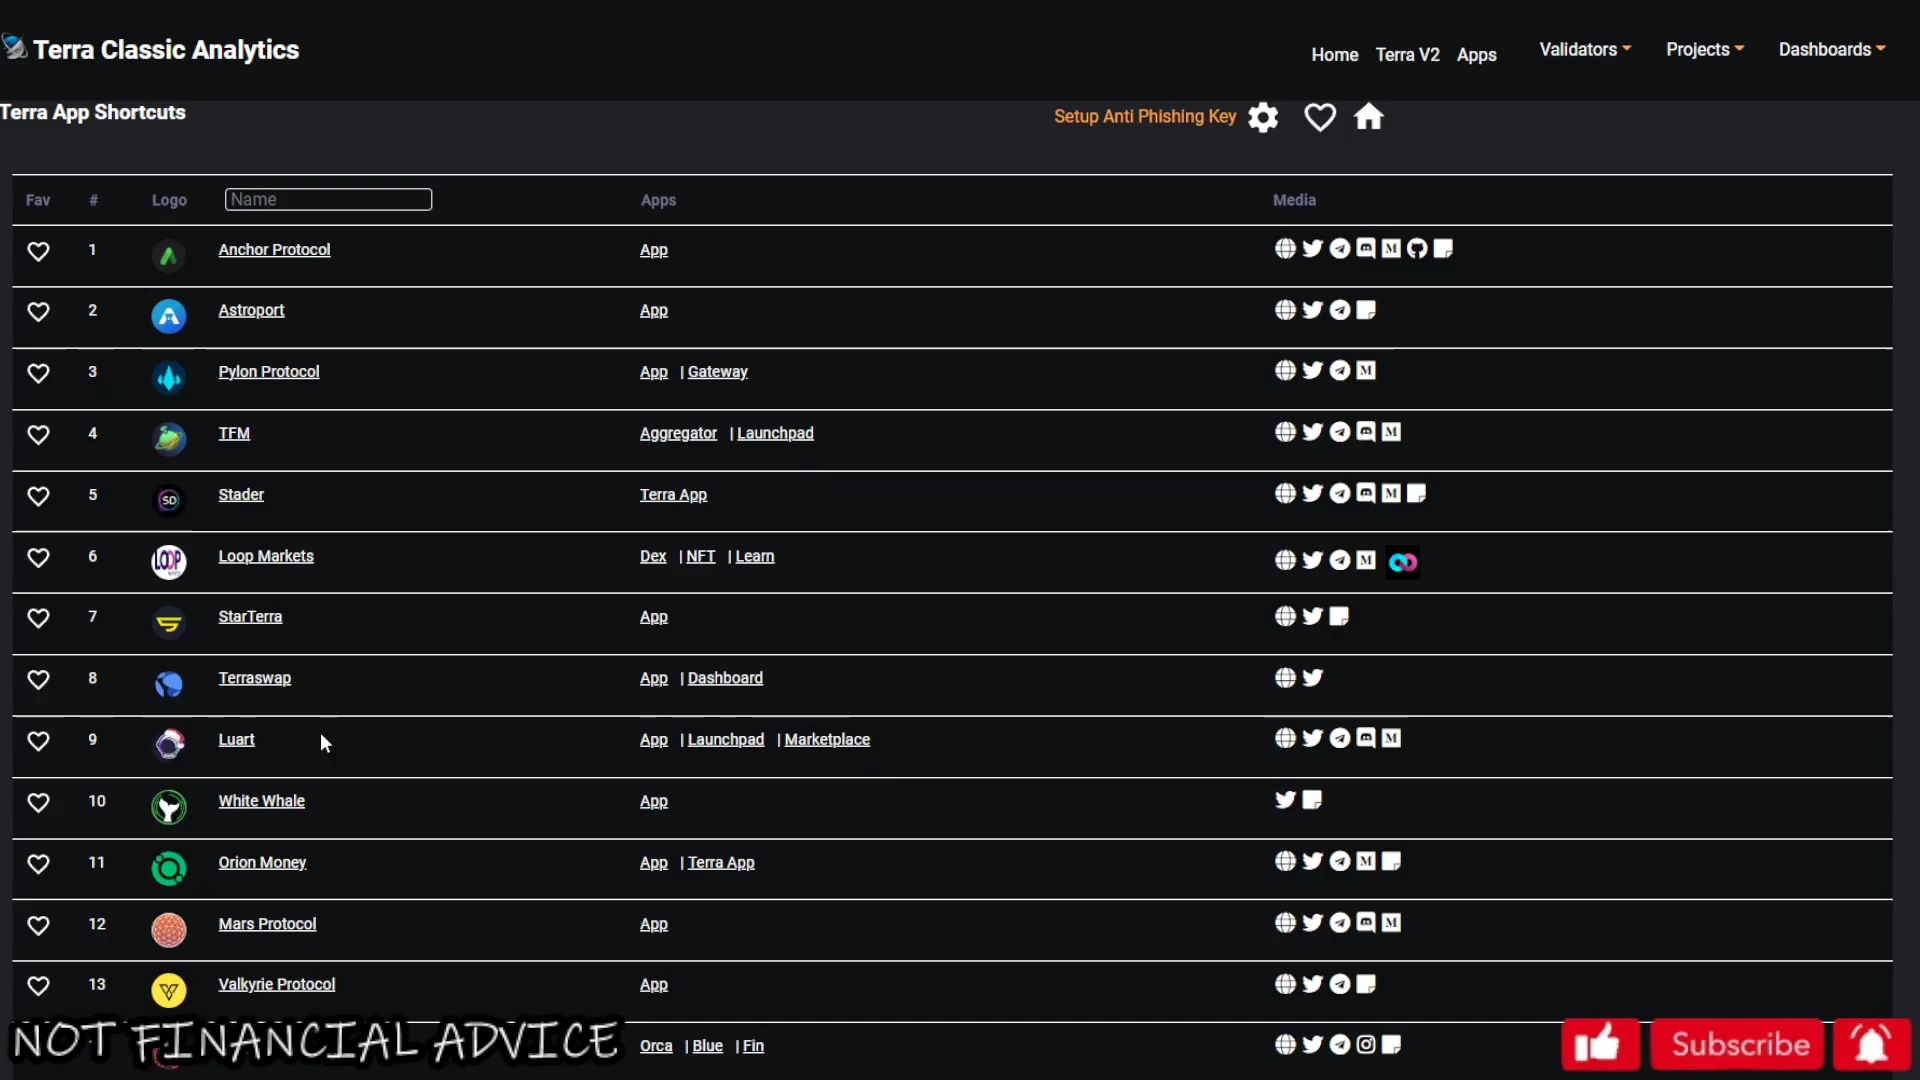 Terra Classic Analytics
Home Terra V2 Apps Validators Projects Dashboards
Terra App Shortcuts
Setup Anti Phishing Key
Fav # Logo Name Apps Media
1 Anchor Protocol App
2 Astroport App
3 Pylon Protocol App | Gateway
4 TFM Aggregator | Launchpad
5 SD Stader Terra App
6 LOOP Loop Markets Dex | NFT | Learn
7 StarTerra App
8 Terraswap App | Dashboard
9 Luart App | Launchpad | Marketplace
10 White Whale App
11 Orion Money App | Terra App
12 Mars Protocol App
13 Valkyrie Protocol App
Orca | Blue | Fin
NOT FINANCIAL ADVICE
Subscribe